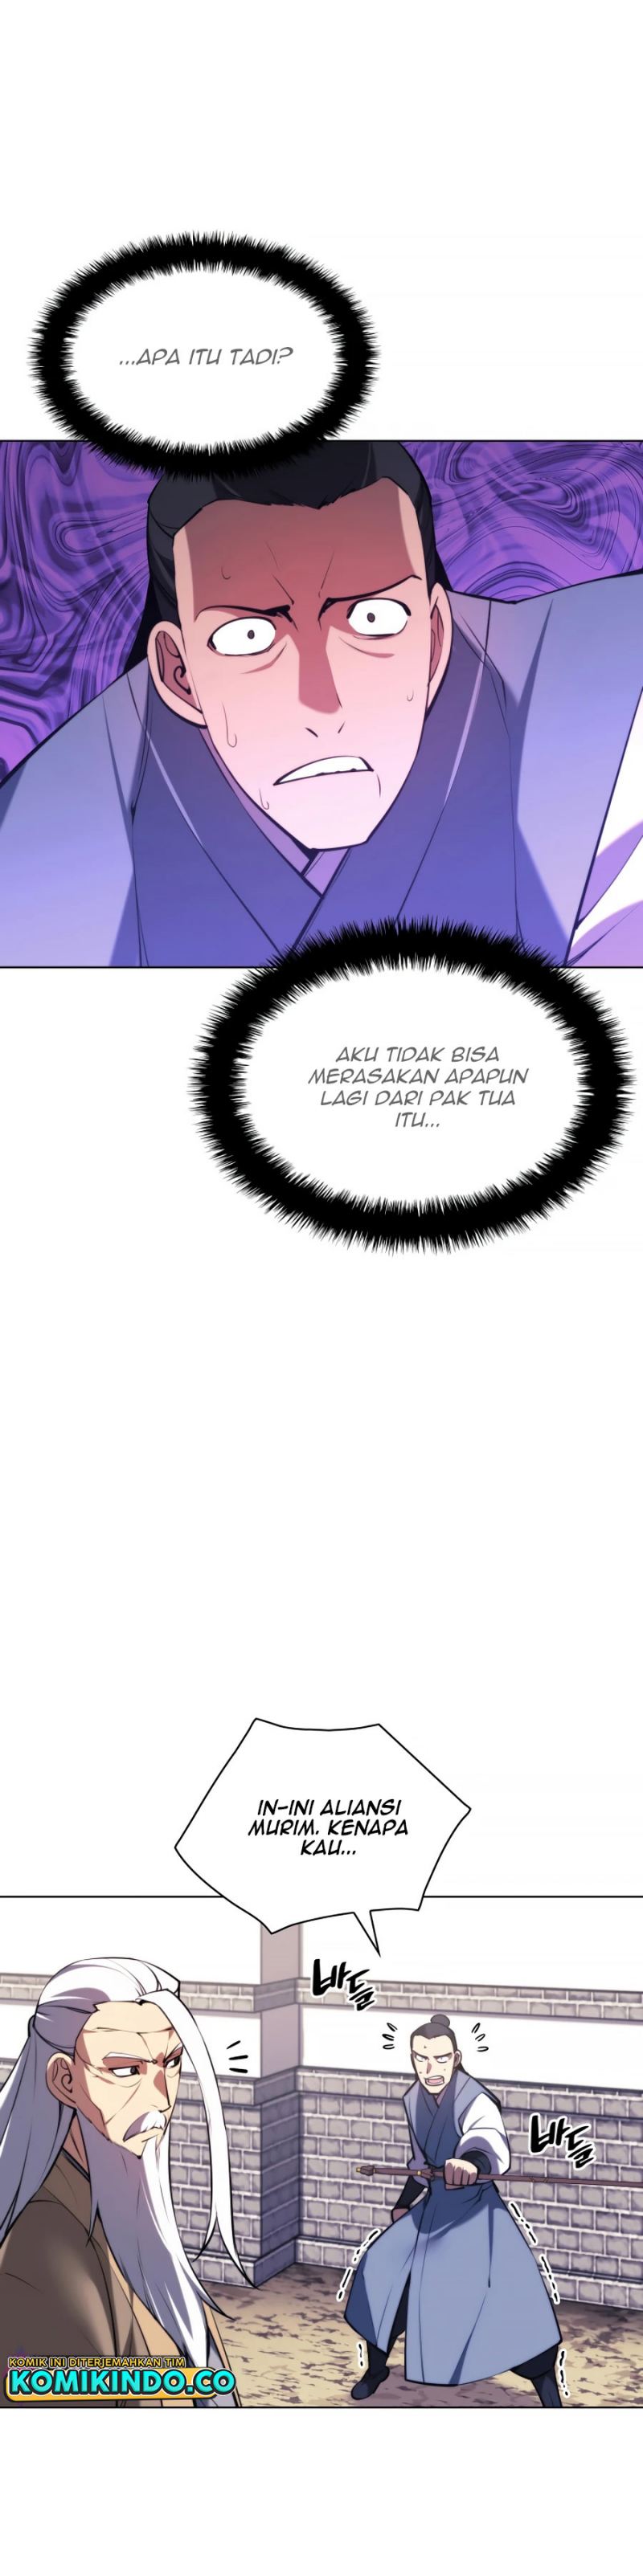 ...APA ITU TADI?
AKU TIDAK BISA
MERASAKAN APAPUN
LAGI DARI PAK TUA
ITU...
IN-INI ALIANSI
MURIM. KENAPA
KAU...
바들
바들
KOMIK INI DITERJEMAHKAN TIM
KOMIKINDO.CO